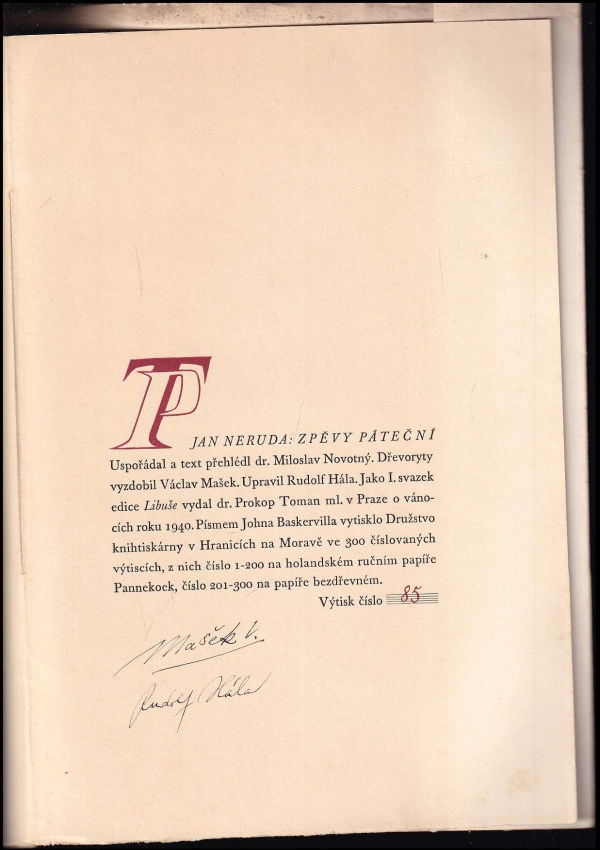 TP
JAN NERUDA: ZPĚVY PÁTEČNÍ
Uspořádal a text přehlédl dr. Miloslav Novotný. Dřevoryty
vyzdobil Václav Mašek. Upravil Rudolf Hála. Jako I. svazek
edice Libuše vydal dr. Prokop Toman ml. v Praze o váno-
cích roku 1940. Písmem Johna Baskervilla vytisklo Družstvo
knihtiskárny v Hranicích na Moravě ve 300 číslovaných
výtiscích, z nich číslo 1-200 na holandském ručním papíře
Pannekoek, číslo 201-300 na papíře bezdřevném.
Výtisk číslo 85
Mašek V.
Rudolf Hála